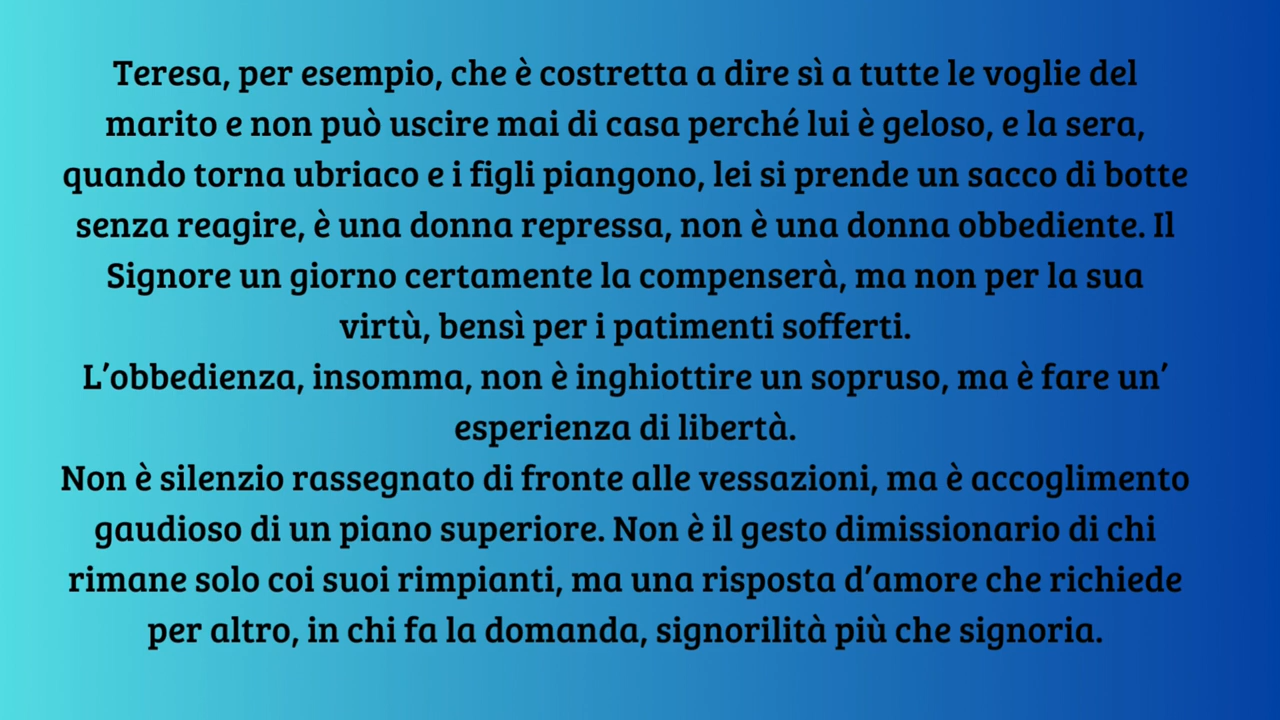 Teresa, per esempio, che è costretta a dire sì a tutte le voglie del
marito e non può uscire mai di casa perché lui è geloso, e la sera,
quando torna ubriaco e i figli piangono, lei si prende un sacco di botte
senza reagire, è una donna repressa, non è una donna obbediente. Il
Signore un giorno certamente la compenserà, ma non per la sua
virtù, bensì per i patimenti sofferti.
L’obbedienza, insomma, non è inghiottire un sopruso, ma è fare un’
esperienza di libertà.
Non è silenzio rassegnato di fronte alle vessazioni, ma è accoglimento
gaudioso di un piano superiore. Non è il gesto dimissionario di chi
rimane solo coi suoi rimpianti, ma una risposta d’amore che richiede
per altro, in chi fa la domanda, signorilità più che signoria.